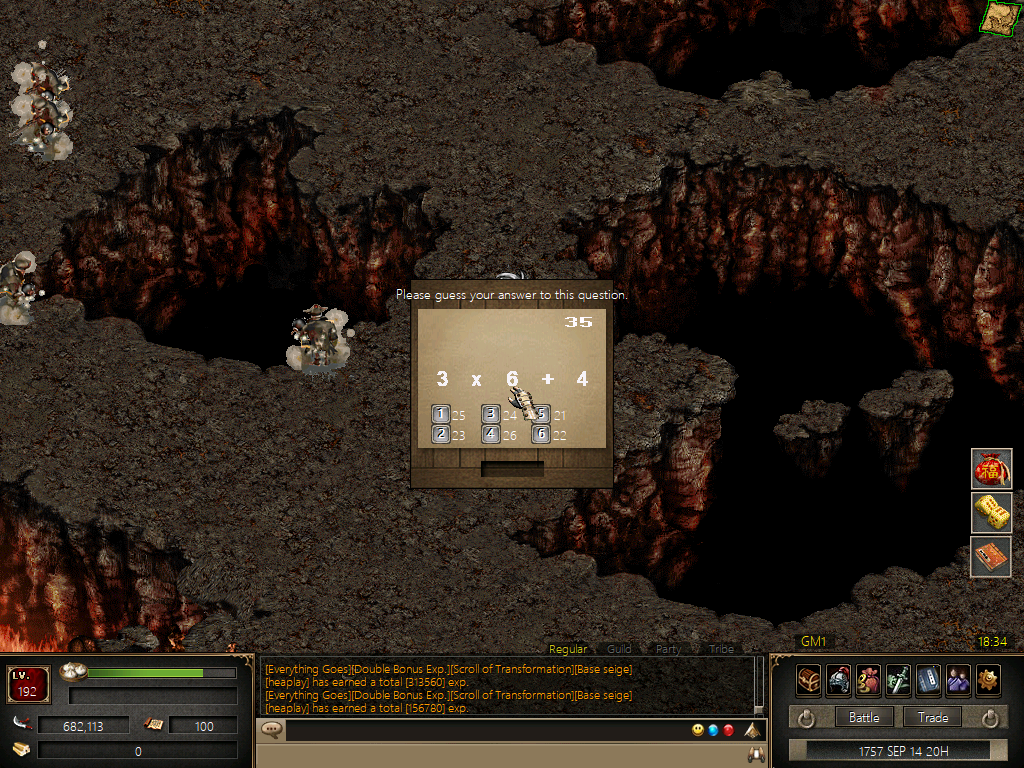 Please guess your answer to this question.
35
3 x 6 + 4
1 25 3 24 5 21
2 23 4 26 6 22
福
GM1 18:34
Regular Guild Party Tribe
[Everything Goes][Double Bonus Exp.][Scroll of Transformation][Base seige]
[heaplay] has earned a total [313560] exp.
[Everything Goes][Double Bonus Exp.][Scroll of Transformation][Base seige]
[heaplay] has earned a total [156780] exp.
LV.
192
682,113 100
0
Battle Trade
1757 SEP 14 20H